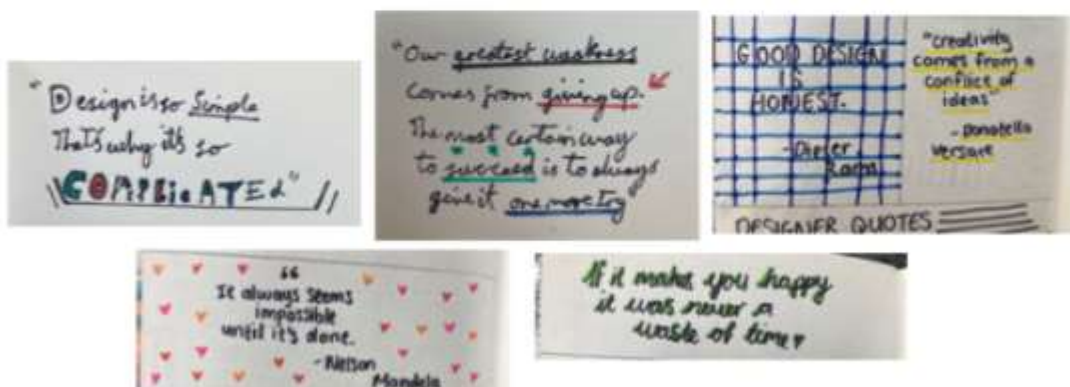 "Design is so Simple
That's why it's so
COMPLICATED"
"Our greatest weakness
comes from giving up.
The most certain way
to succeed is to always
give it one more try
GOOD DESIGN
IS
HONEST.
-Dieter
Rams
"creativity
comes from a
conflict of
ideas"
- Donatella
Versace
DESIGNER QUOTES
"
It always seems
impossible
until it's done.
-Nelson
Mandela
If it makes you happy
it was never a
waste of time!